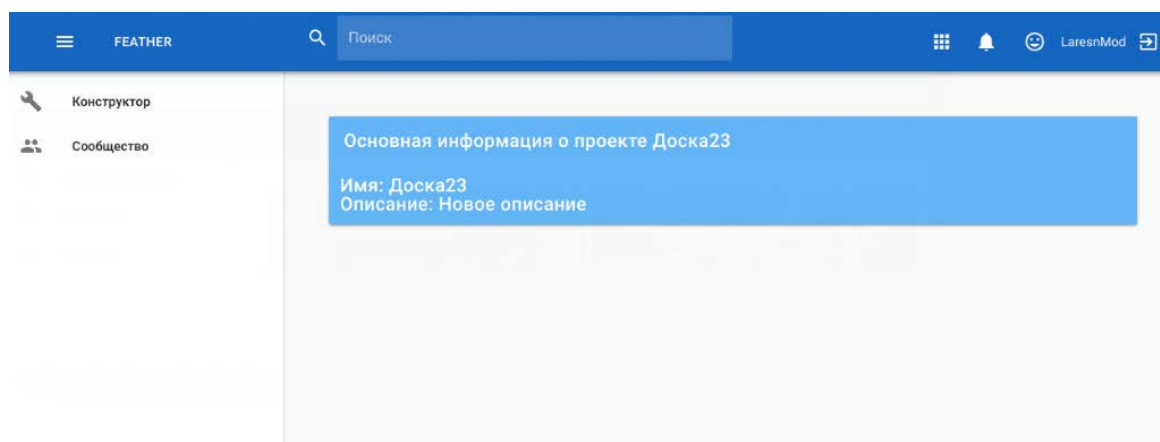 FEATHER
Поиск
LaresnMod
Конструктор
Сообщество
Основная информация о проекте Доска23
Имя: Доска23
Описание: Новое описание